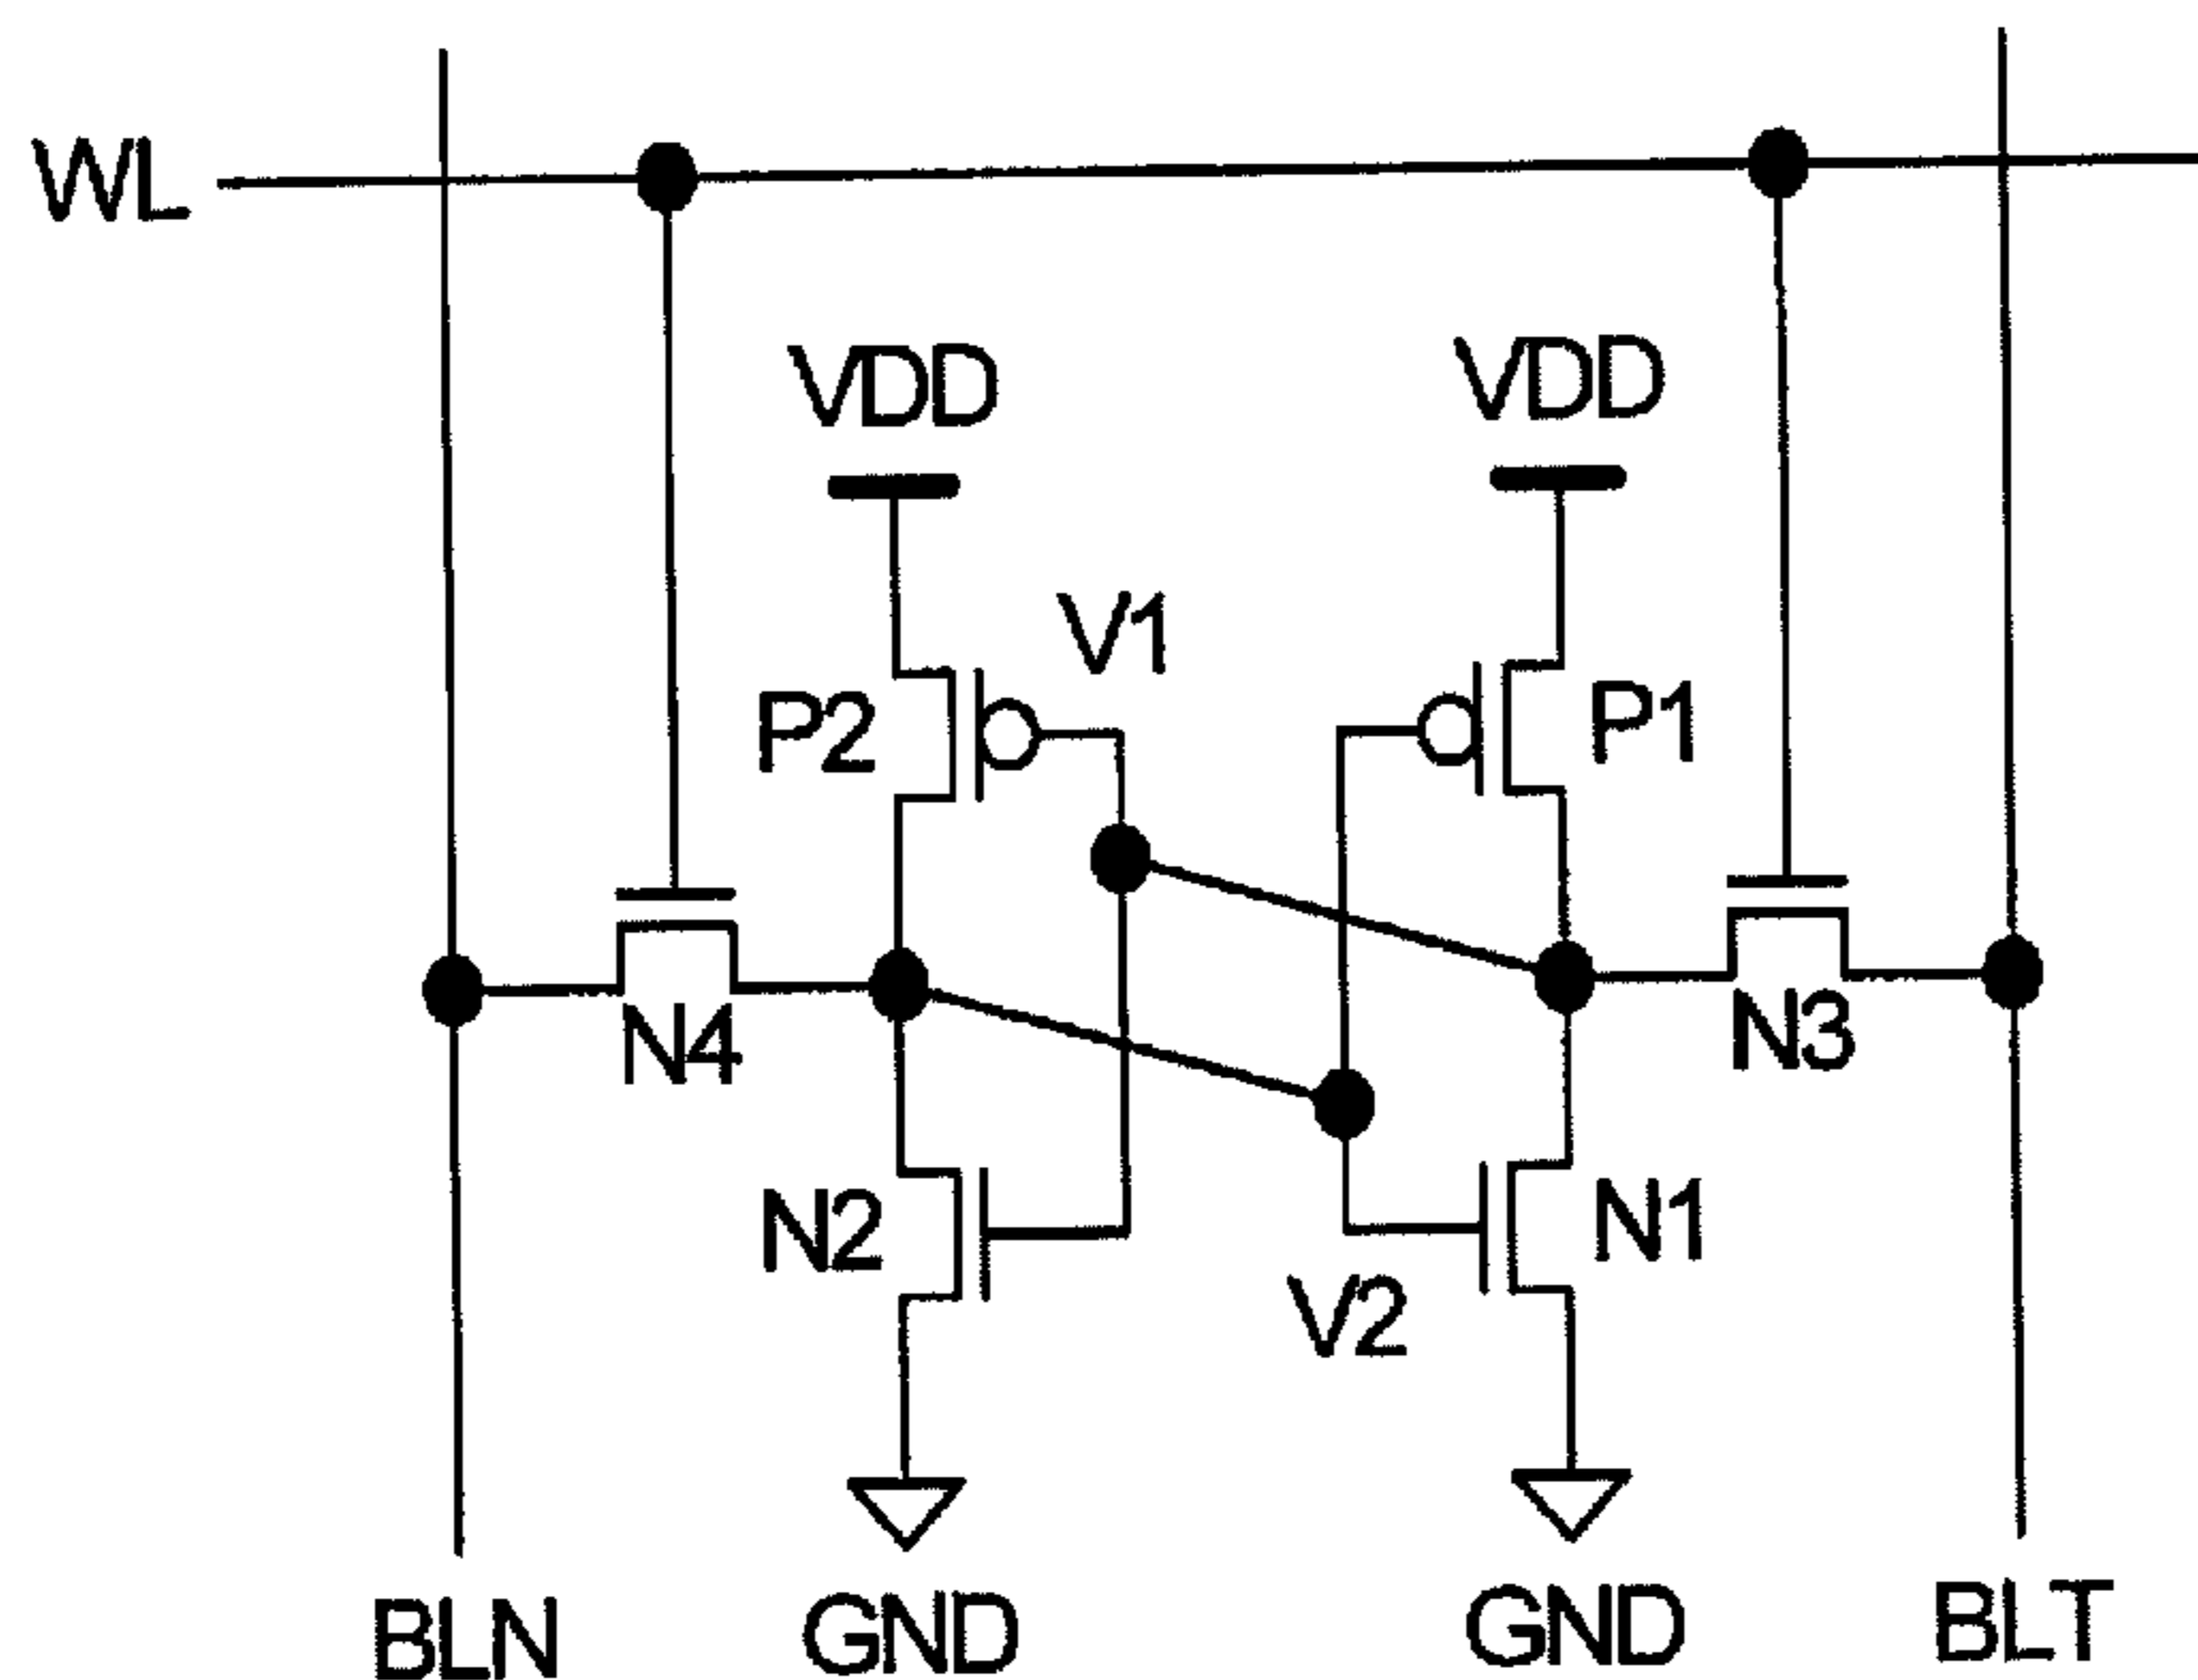 WL
VDD VDD
V1
P2 P1
N4 N3
N2 N1
V2
BLN GND GND BLT